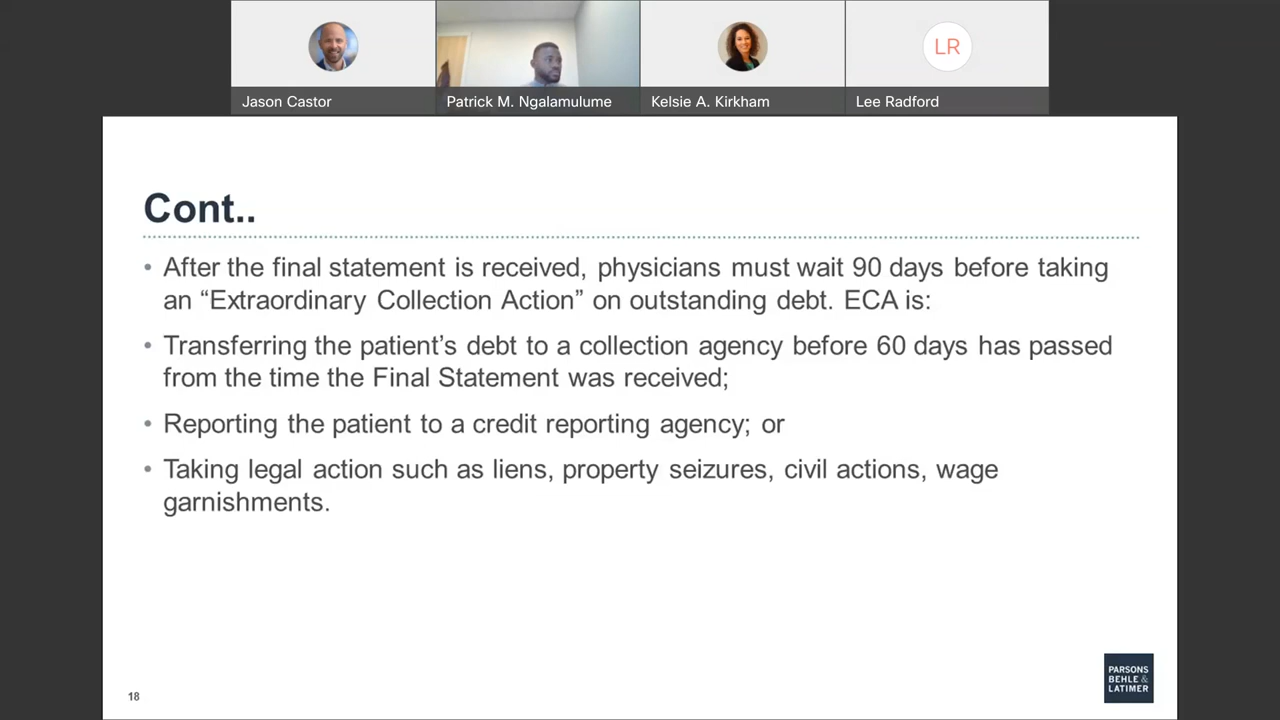 LR
Jason Castor
Patrick M. Ngalamulume
Kelsie A. Kirkham
Lee Radford
Cont..
• After the final statement is received, physicians must wait 90 days before taking
an “Extraordinary Collection Action” on outstanding debt. ECA is:
• Transferring the patient’s debt to a collection agency before 60 days has passed
from the time the Final Statement was received;
• Reporting the patient to a credit reporting agency; or
• Taking legal action such as liens, property seizures, civil actions, wage
garnishments.
18
PARSONS
BEHLE &
LATIMER